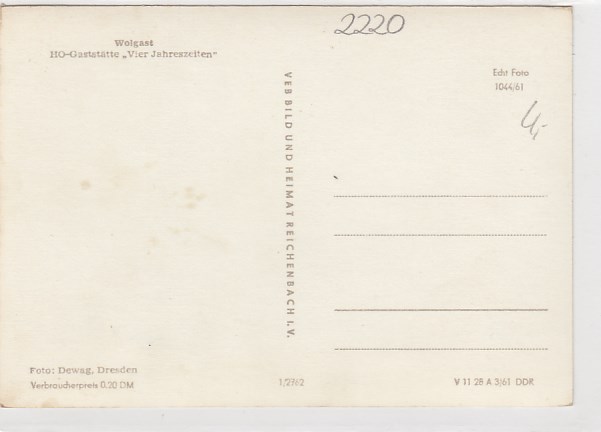 2220
Wolgast
HO-Gaststätte „Vier Jahreszeiten“
Echt Foto
1044/61
4,-
VEB BILD UND HEIMAT REICHENBACH I. V.
Foto: Dewag, Dresden
Verbraucherpreis 0.20 DM
1/2762
V 11 28 A 3/61 DDR